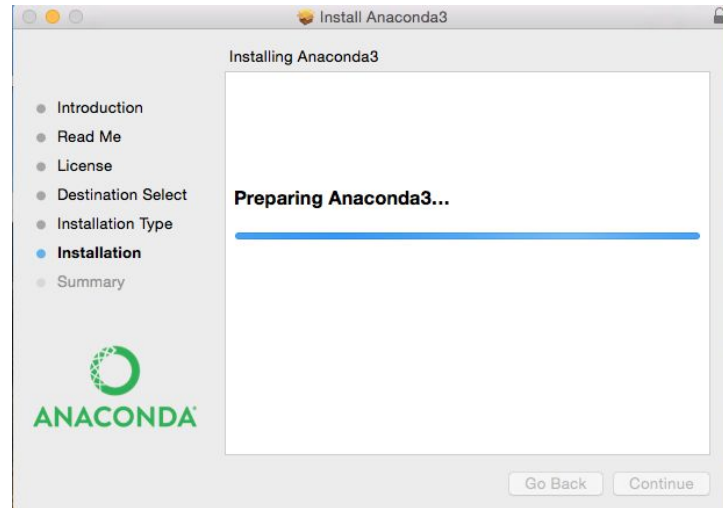 Install Anaconda3
Installing Anaconda3
Introduction
Read Me
License
Destination Select
Installation Type
Installation
Summary
Preparing Anaconda3...
ANACONDA
Go Back
Continue